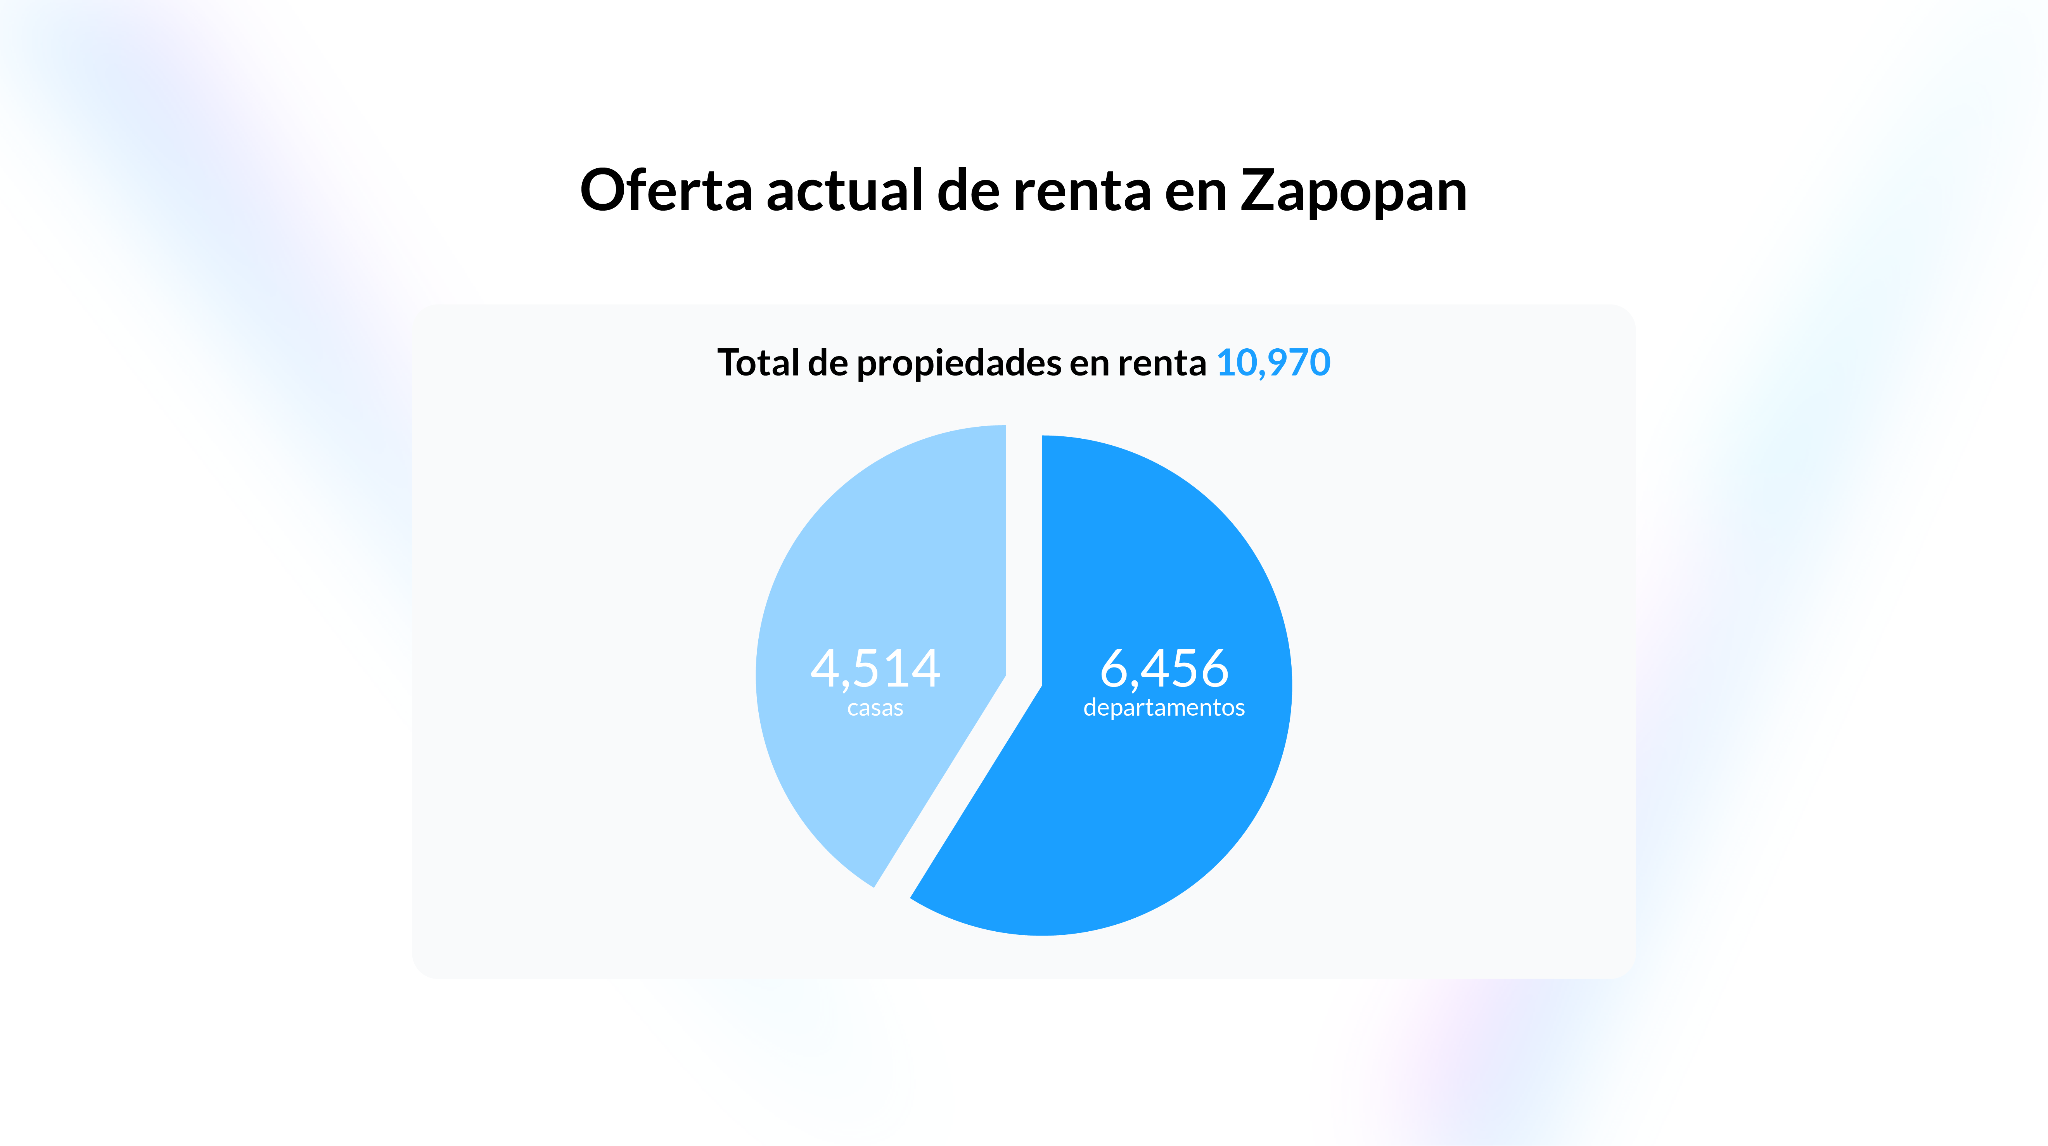 Oferta actual de renta en Zapopan
Total de propiedades en renta 10,970
4,514
casas
6,456
departamentos